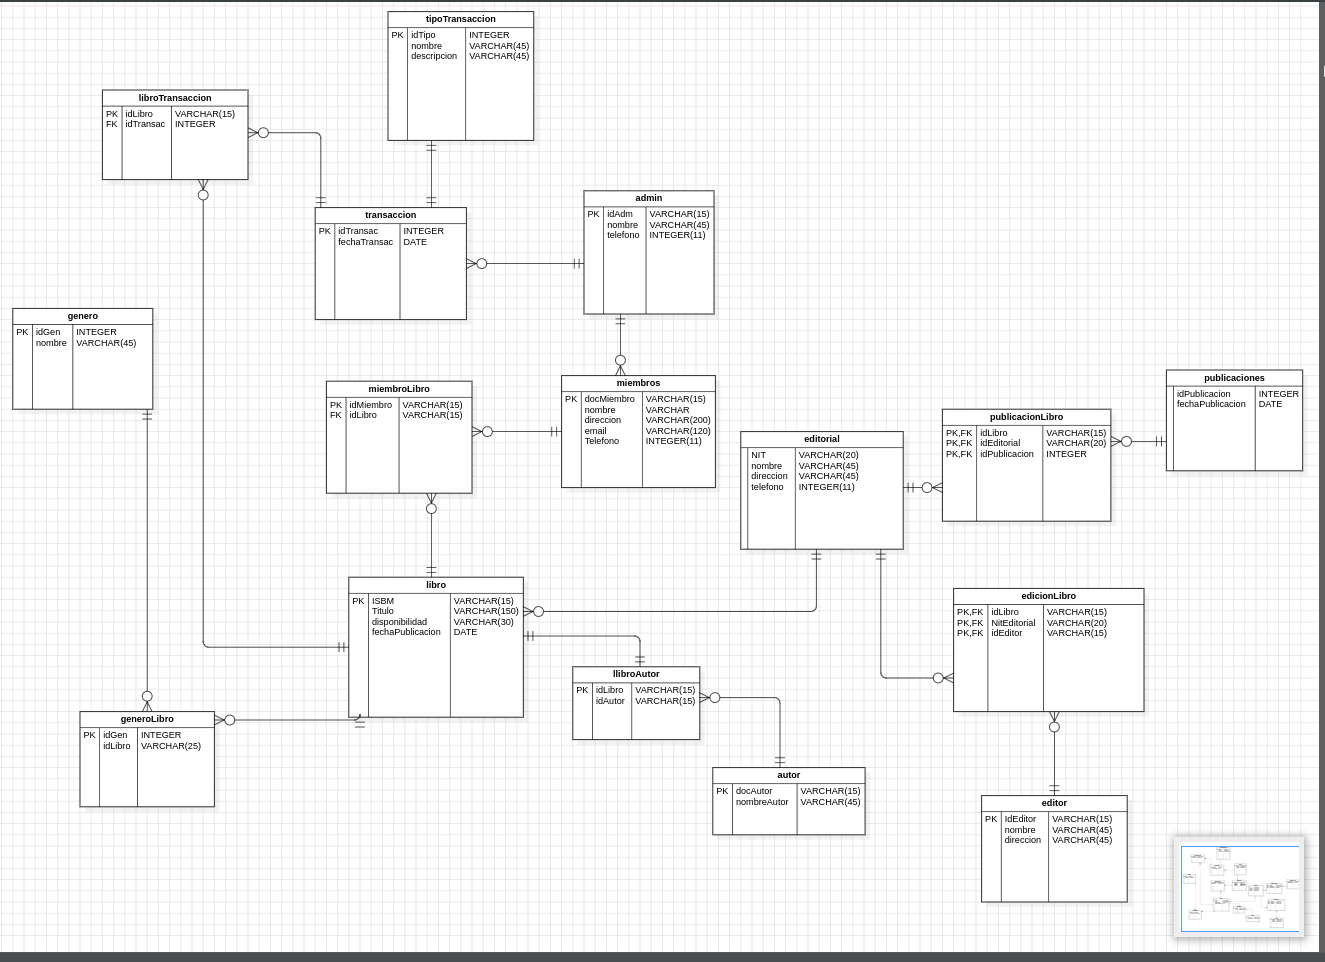 tipoTransaccion
PK idTipo INTEGER
nombre VARCHAR(45)
descripcion VARCHAR(45)
libroTransaccion
PK idLibro VARCHAR(15)
FK idTransac INTEGER
transaccion
PK idTransac INTEGER
fechaTransac DATE
admin
PK idAdm VARCHAR(15)
nombre VARCHAR(45)
telefono INTEGER(11)
genero
PK idGen INTEGER
nombre VARCHAR(45)
miembroLibro
PK idMiembro VARCHAR(15)
FK idLibro VARCHAR(15)
miembros
PK docMiembro VARCHAR(15)
nombre VARCHAR
direccion VARCHAR(200)
email VARCHAR(120)
Telefono INTEGER(11)
publicaciones
idPublicacion INTEGER
fechaPublicacion DATE
publicacionLibro
PK,FK idLibro VARCHAR(15)
PK,FK idEditorial VARCHAR(20)
PK,FK idPublicacion INTEGER
editorial
NIT VARCHAR(20)
nombre VARCHAR(45)
direccion VARCHAR(45)
telefono INTEGER(11)
libro
PK ISBM VARCHAR(15)
Titulo VARCHAR(150)
disponibilidad VARCHAR(30)
fechaPublicacion DATE
edicionLibro
PK,FK idLibro VARCHAR(15)
PK,FK NitEditorial VARCHAR(20)
PK,FK idEditor VARCHAR(15)
llibroAutor
PK idLibro VARCHAR(15)
idAutor VARCHAR(15)
generoLibro
PK idGen INTEGER
idLibro VARCHAR(25)
autor
PK docAutor VARCHAR(15)
nombreAutor VARCHAR(45)
editor
PK IdEditor VARCHAR(15)
nombre VARCHAR(45)
direccion VARCHAR(45)